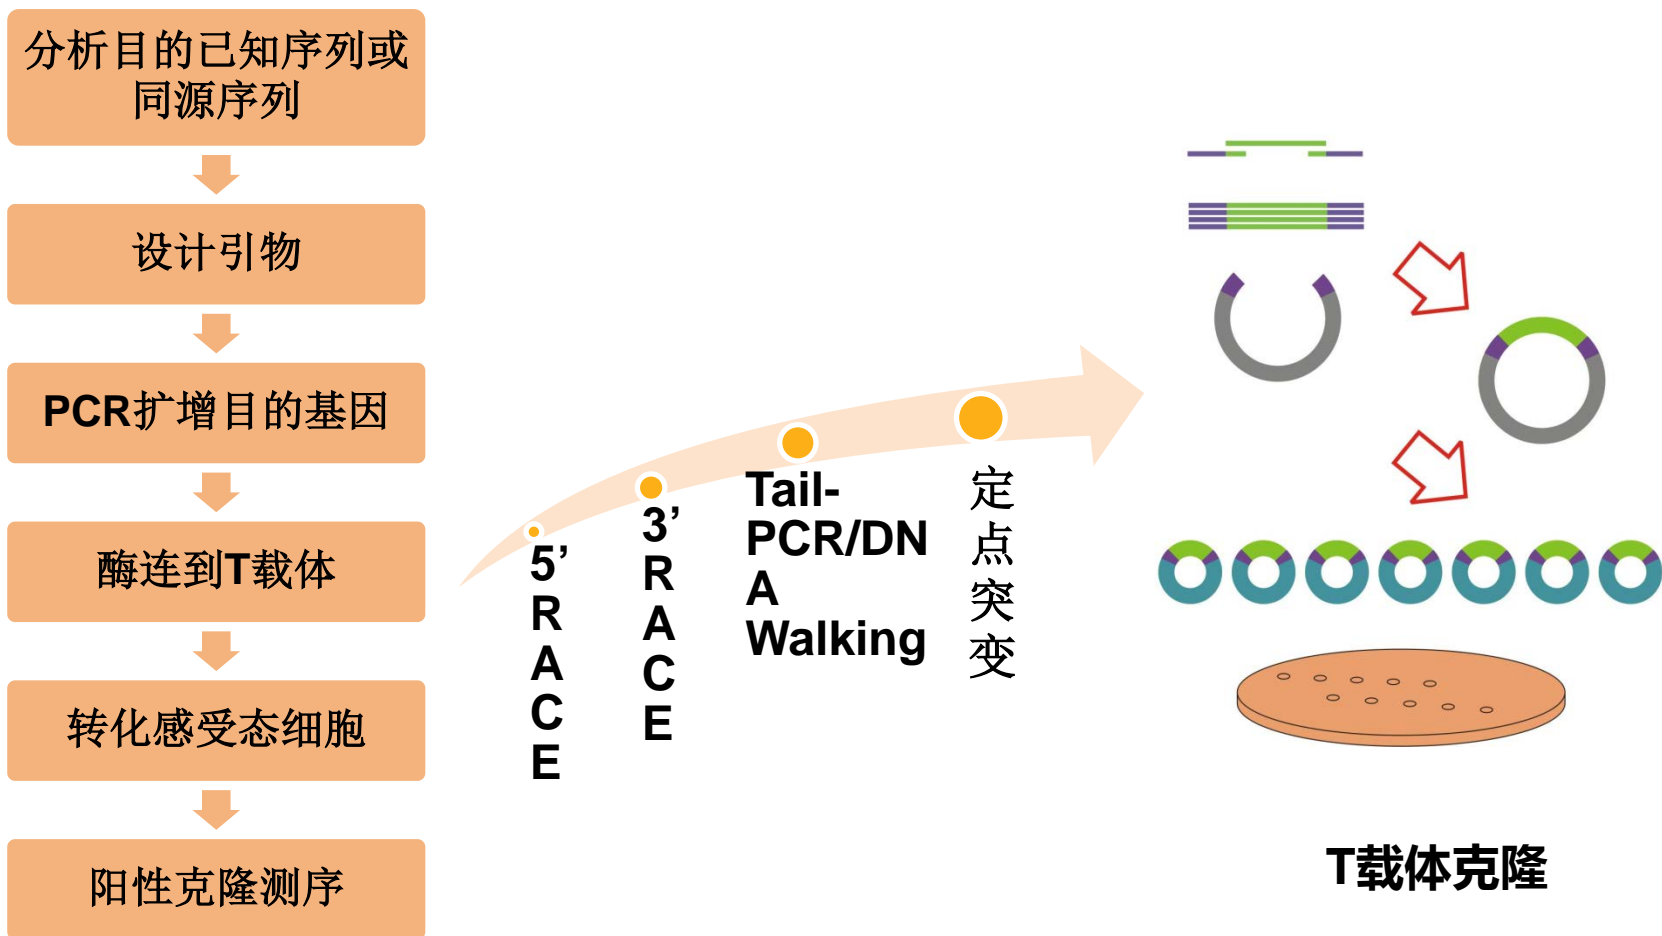 分析目的已知序列或
同源序列
设计引物
PCR扩增目的基因
酶连到T载体
转化感受态细胞
阳性克隆测序
5’
R
A
C
E
3’
R
A
C
E
Tail-
PCR/DN
A
Walking
定
点
突
变
T载体克隆